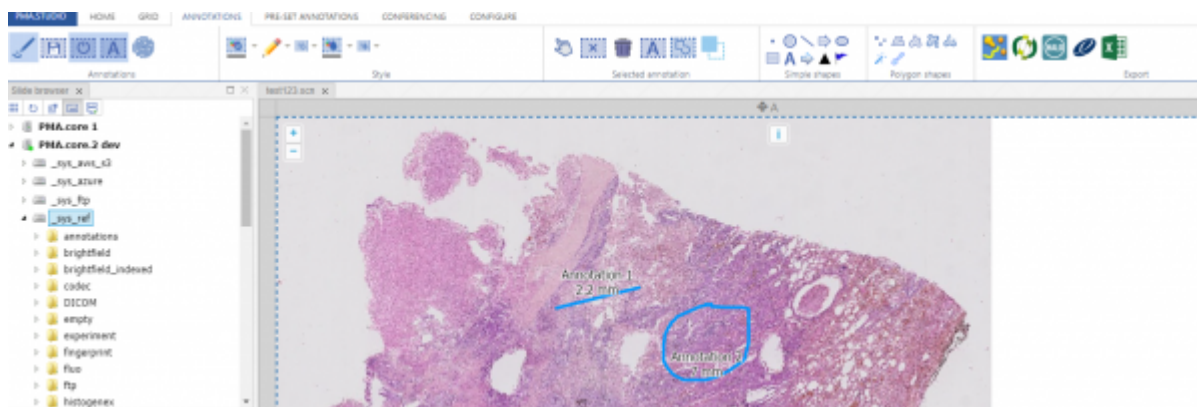 PMA.STUDIO HOME GRID ANNOTATIONS PRE-SET ANNOTATIONS CONFERENCING CONFIGURE
A
A
A
Annotations Style Selected annotation Simple shapes Polygon shapes Export
Slide browser x
test123.scn x
A
PMA.core 1
+
i
PMA.core.2 dev
−
_sys_aws_s3
_sys_azure
_sys_ftp
_sys_ref
annotations
brightfield
brightfield_indexed
codec
DICOM
empty
experiment
fingerprint
fluo
ftp
histogenex
Annotation 1
2.2 mm
Annotation 2
7 mm